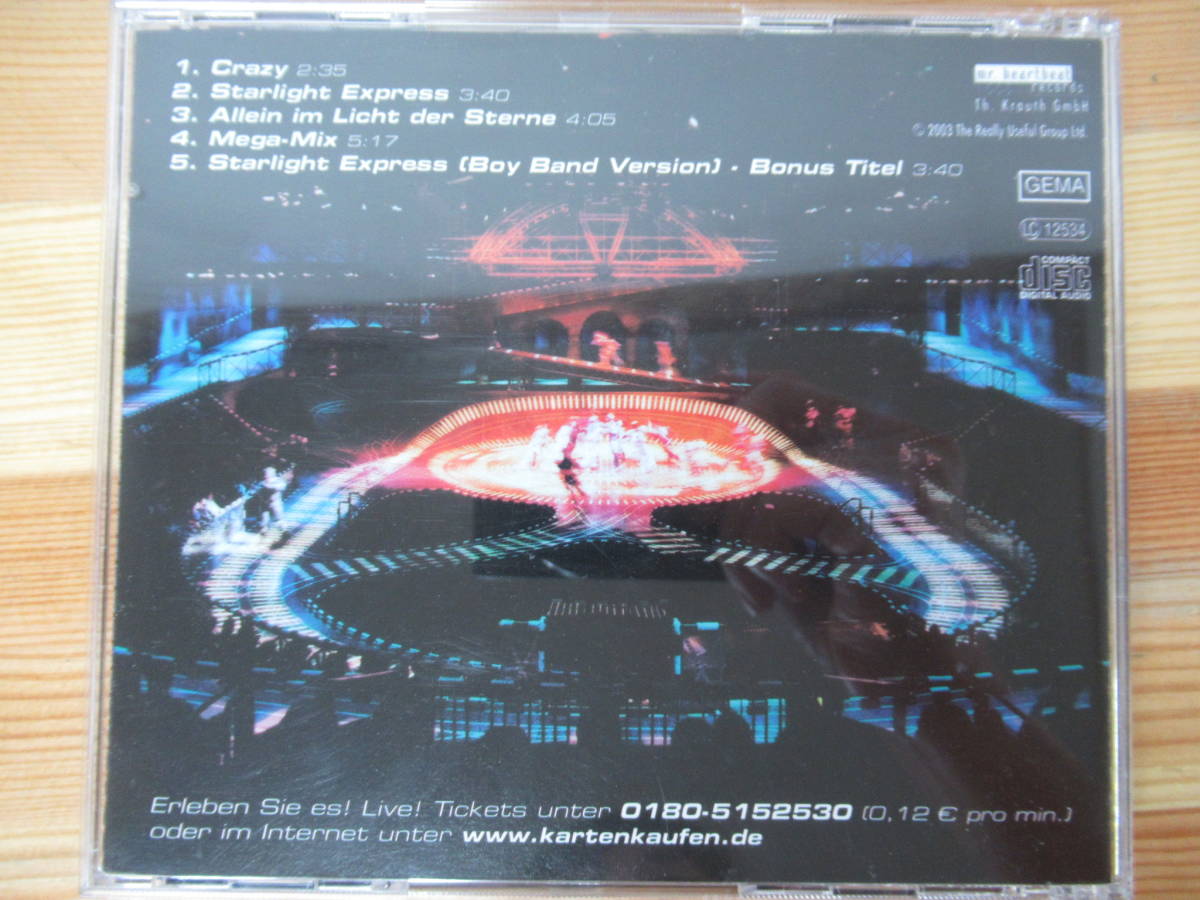 1. Crazy 2:35
2. Starlight Express 3:40
3. Allein im Licht der Sterne 4:05
4. Mega-Mix 5:17
5. Starlight Express (Boy Band Version) · Bonus Titel 3:40
mr. heartbeat
records
Th. Krauth GmbH
© 2003 The Really Useful Group Ltd.
GEMA
LC 12534
COMPACT
disc
DIGITAL AUDIO
Erleben Sie es! Live! Tickets unter 0180-5152530 (0,12 € pro min.)
oder im Internet unter www.kartenkaufen.de